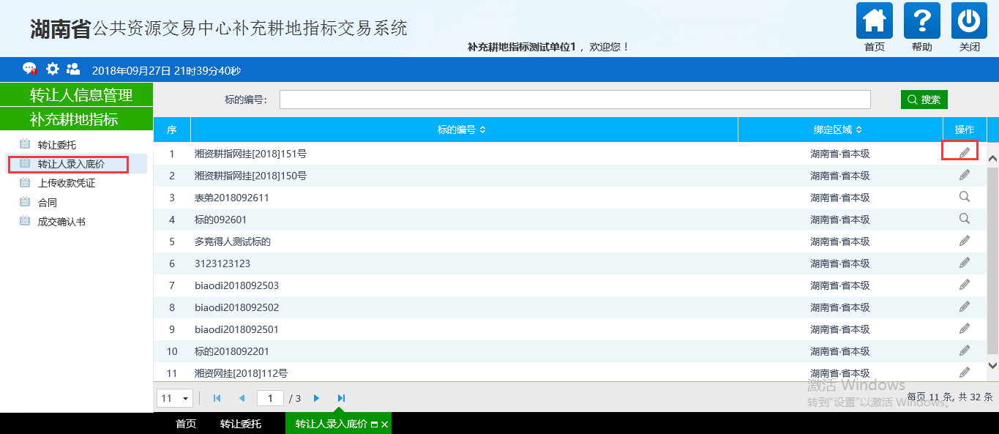 湖南省公共资源交易中心补充耕地指标交易系统
补充耕地指标测试单位1 ，欢迎您！
首页 帮助 关闭
2018年09月27日 21时39分40秒
转让人信息管理
补充耕地指标
转让委托
转让人录入底价
上传收款凭证
合同
成交确认书
标的编号: 搜索
序 标的编号 绑定区域 操作
1 湘资耕指网挂[2018]151号 湖南省·省本级
2 湘资耕指网挂[2018]150号 湖南省·省本级
3 表弟2018092611 湖南省·省本级
4 标的092601 湖南省·省本级
5 多竞得人测试标的 湖南省·省本级
6 3123123123 湖南省·省本级
7 biaodi2018092503 湖南省·省本级
8 biaodi2018092502 湖南省·省本级
9 biaodi2018092501 湖南省·省本级
10 标的2018092201 湖南省·省本级
11 湘资网挂[2018]112号 湖南省·省本级
激活 Windows
转到"设置"以激活 Windows。
11 1 / 3 每页 11 条, 共 32 条
首页 转让委托 转让人录入底价